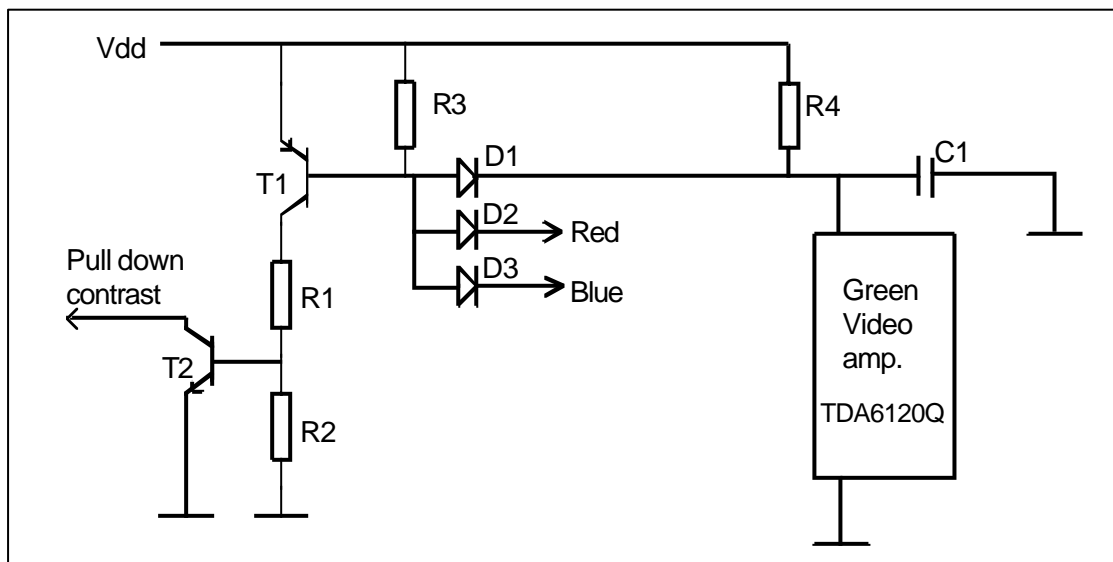 Vdd
R3
R4
D1
C1
T1
D2
Red
Pull down
contrast
R1
D3
Blue
Green
Video
amp.
TDA6120Q
T2
R2